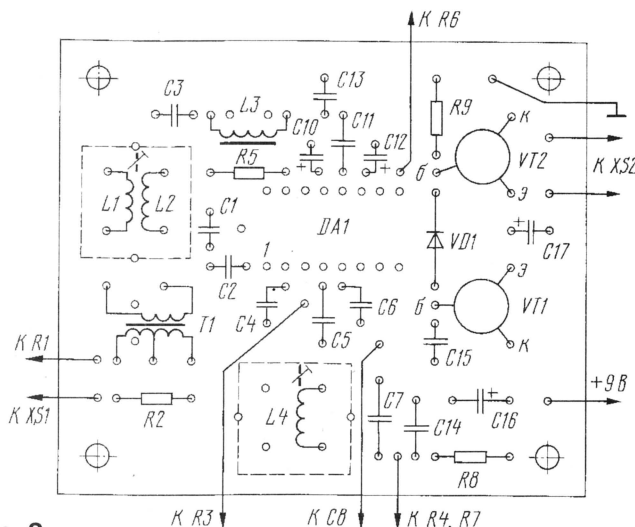 К R6
C3
L3
C13
C10
C11
C12
R9
К
VT2
К XS2
R5
б
Э
L1
L2
C1
DA1
VD1
C17
1
C2
Э
T1
C4
C5
C6
б
VT1
К
К R1
C15
К XS1
R2
L4
C7
C14
C16
+9 В
R8
К R3
К C8
К R4, R7